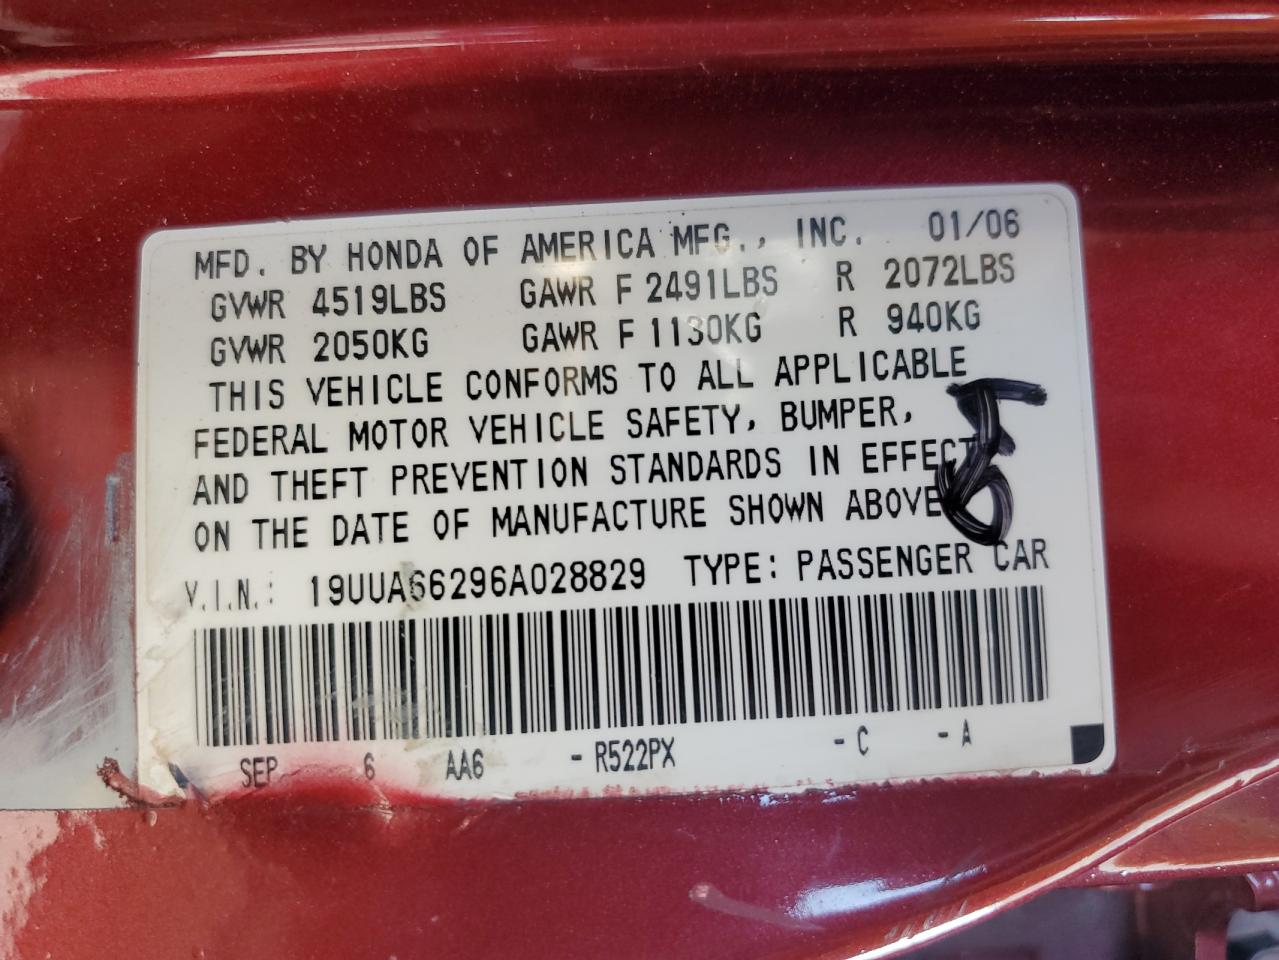 MFD. BY HONDA OF AMERICA MFG., INC. 01/06
GVWR 4519LBS GAWR F 2491LBS R 2072LBS
GVWR 2050KG GAWR F 1130KG R 940KG
THIS VEHICLE CONFORMS TO ALL APPLICABLE
FEDERAL MOTOR VEHICLE SAFETY, BUMPER,
AND THEFT PREVENTION STANDARDS IN EFFECT
ON THE DATE OF MANUFACTURE SHOWN ABOVE
V.I.N.: 19UUA66296A028829 TYPE: PASSENGER CAR
SEP 6 AA6 - R522PX - C - A